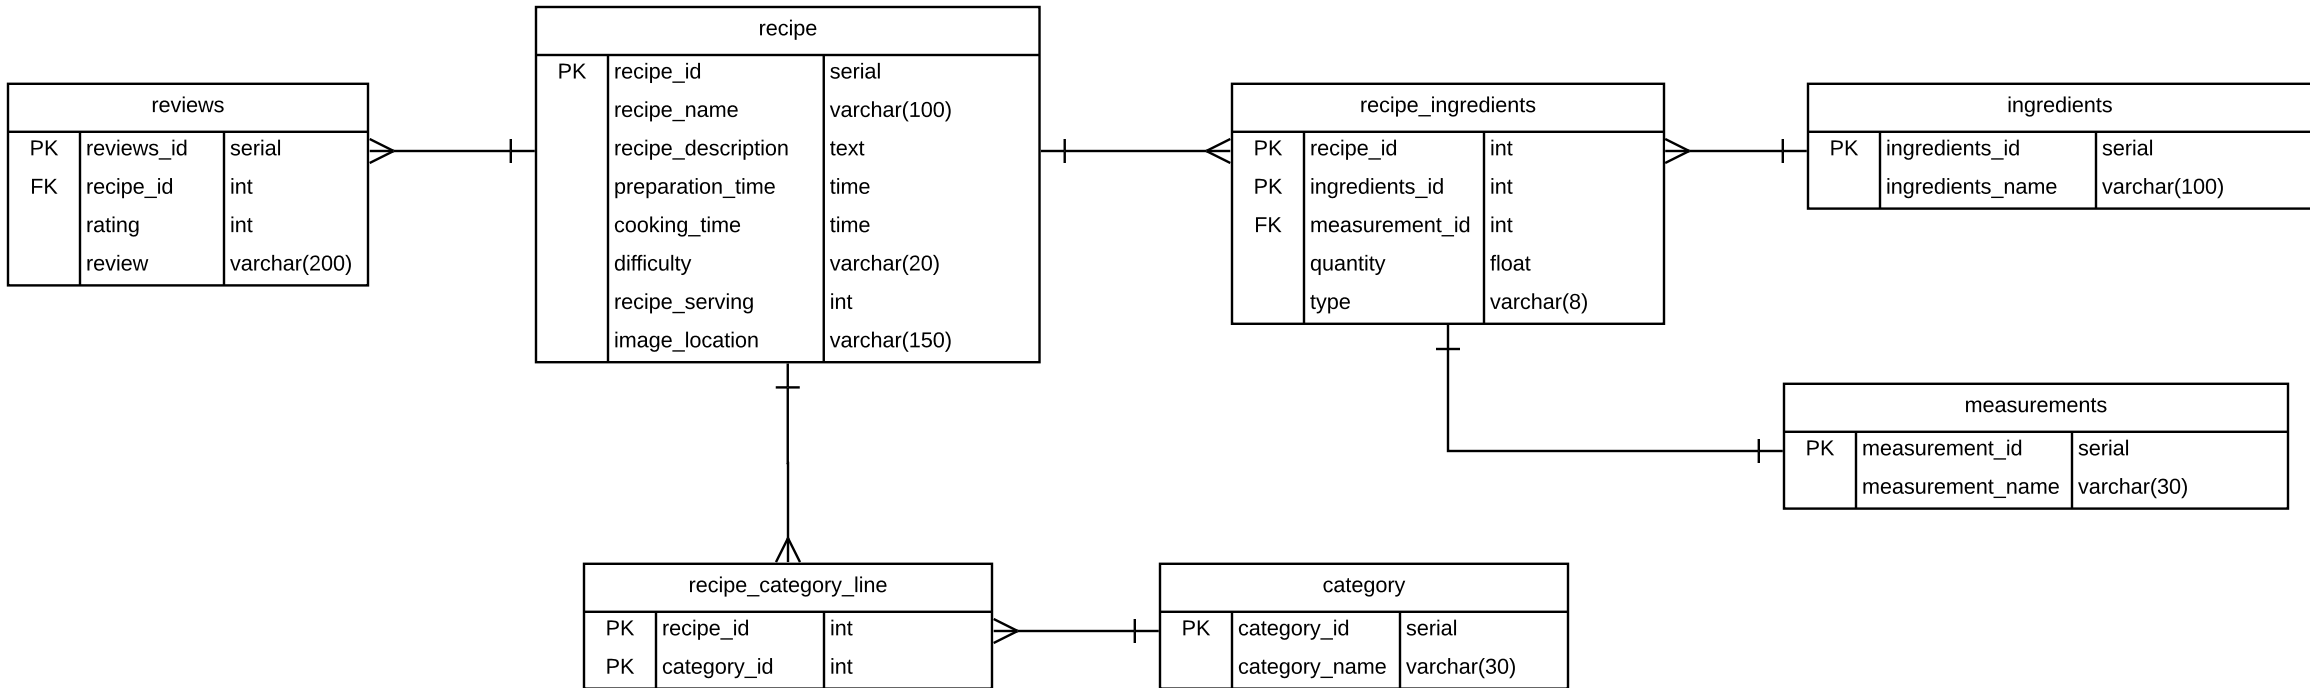 recipe
PK recipe_id serial
recipe_name varchar(100)
recipe_description text
preparation_time time
cooking_time time
difficulty varchar(20)
recipe_serving int
image_location varchar(150)
reviews
PK reviews_id serial
FK recipe_id int
rating int
review varchar(200)
recipe_ingredients
PK recipe_id int
PK ingredients_id int
FK measurement_id int
quantity float
type varchar(8)
ingredients
PK ingredients_id serial
ingredients_name varchar(100)
measurements
PK measurement_id serial
measurement_name varchar(30)
recipe_category_line
PK recipe_id int
PK category_id int
category
PK category_id serial
category_name varchar(30)